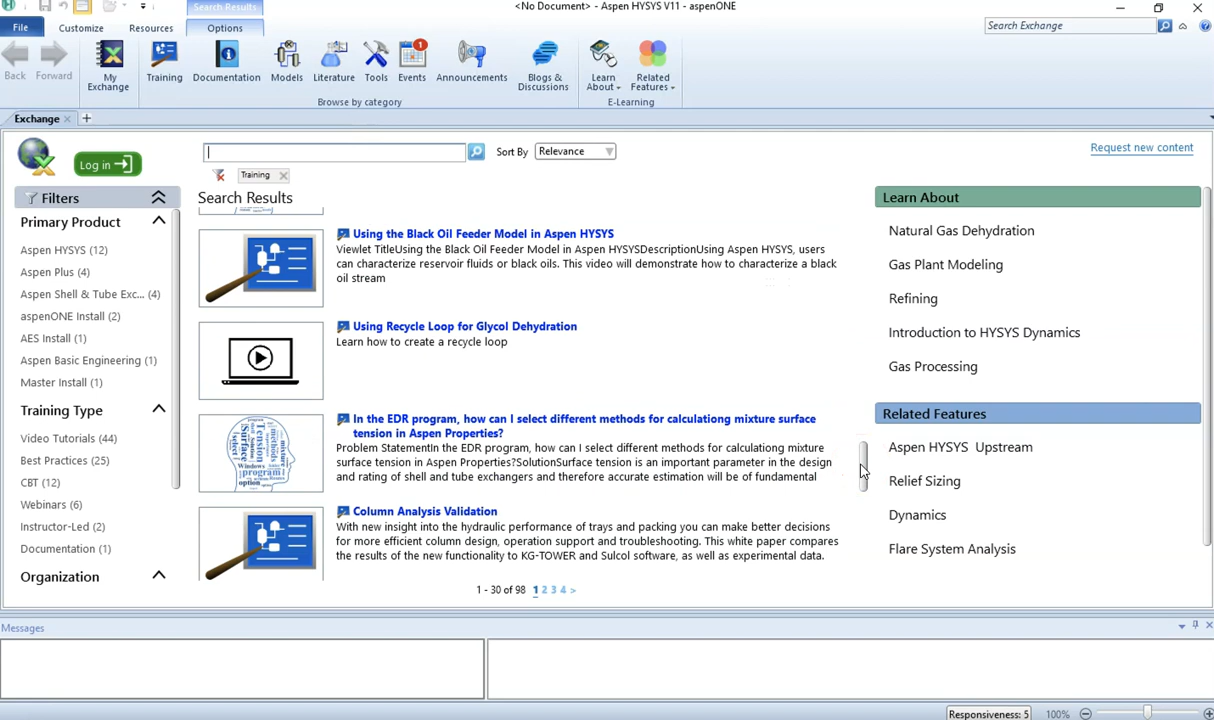 Search Results
<No Document> - Aspen HYSYS V11 - aspenONE
File
Customize
Resources
Options
Search Exchange
Back
Forward
My
Exchange
Training
Documentation
Models
Literature
Tools
1
Events
Announcements
Blogs &
Discussions
Learn
About
Related
Features
Browse by category
E-Learning
Exchange
Log in
Sort By
Relevance
Request new content
Training
Filters
Search Results
Learn About
Primary Product
Aspen HYSYS (12)
Aspen Plus (4)
Aspen Shell & Tube Exc... (4)
aspenONE Install (2)
AES Install (1)
Aspen Basic Engineering (1)
Master Install (1)
Training Type
Video Tutorials (44)
Best Practices (25)
CBT (12)
Webinars (6)
Instructor-Led (2)
Documentation (1)
Organization
Using the Black Oil Feeder Model in Aspen HYSYS
Viewlet TitleUsing the Black Oil Feeder Model in Aspen HYSYSDescriptionUsing Aspen HYSYS, users
can characterize reservoir fluids or black oils. This video will demonstrate how to characterize a black
oil stream
Using Recycle Loop for Glycol Dehydration
Learn how to create a recycle loop
In the EDR program, how can I select different methods for calculationg mixture surface
tension in Aspen Properties?
Problem StatementIn the EDR program, how can I select different methods for calculationg mixture
surface tension in Aspen Properties?SolutionSurface tension is an important parameter in the design
and rating of shell and tube exchangers and therefore accurate estimation will be of fundamental
Column Analysis Validation
With new insight into the hydraulic performance of trays and packing you can make better decisions
for more efficient column design, operation support and troubleshooting. This white paper compares
the results of the new functionality to KG-TOWER and Sulcol software, as well as experimental data.
1 - 30 of 98 1 2 3 4 >
Natural Gas Dehydration
Gas Plant Modeling
Refining
Introduction to HYSYS Dynamics
Gas Processing
Related Features
Aspen HYSYS Upstream
Relief Sizing
Dynamics
Flare System Analysis
Messages
Responsiveness: 5
100%